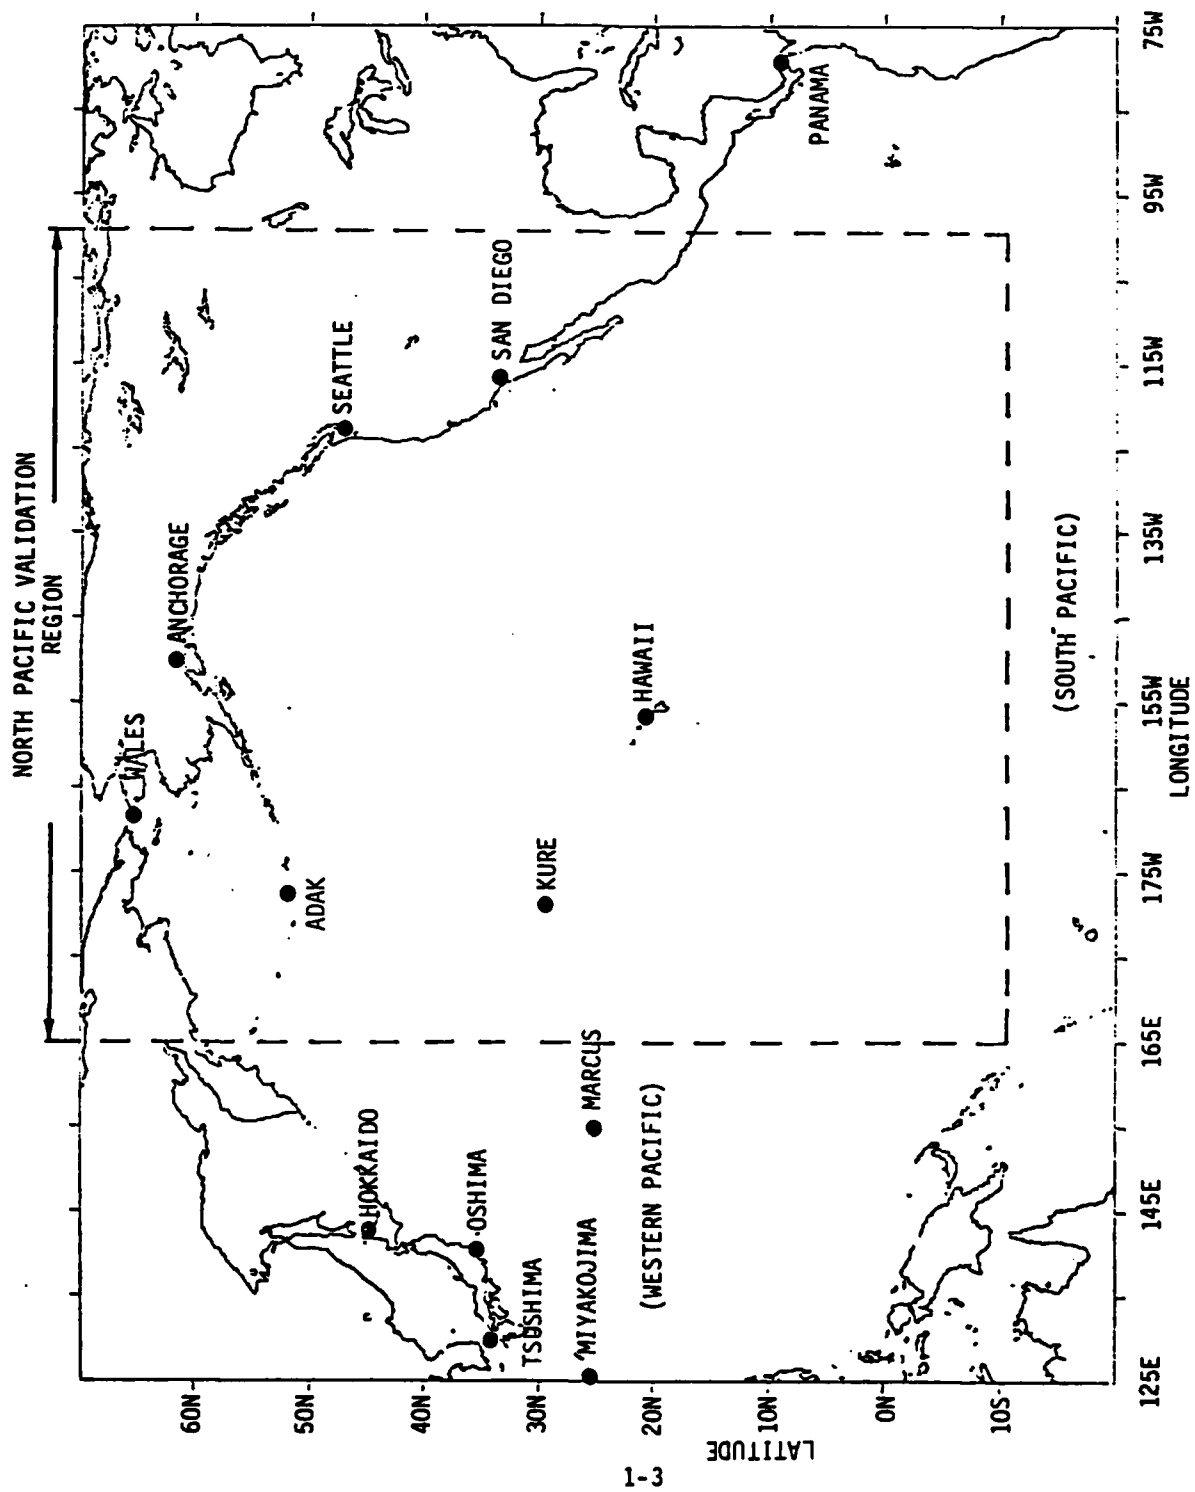 NORTH PACIFIC VALIDATION
REGION
WALES
ANCHORAGE
SEATTLE
SAN DIEGO
PANAMA
ADAK
KURE
HAWAII
HOKKAIDO
OSHIMA
TSUSHIMA
MIYAKOJIMA
MARCUS
(WESTERN PACIFIC)
(SOUTH PACIFIC)
60N
50N
40N
30N
20N
10N
0N
10S
LATITUDE
125E
145E
165E
175W
155W
135W
115W
95W
75W
LONGITUDE
1-3